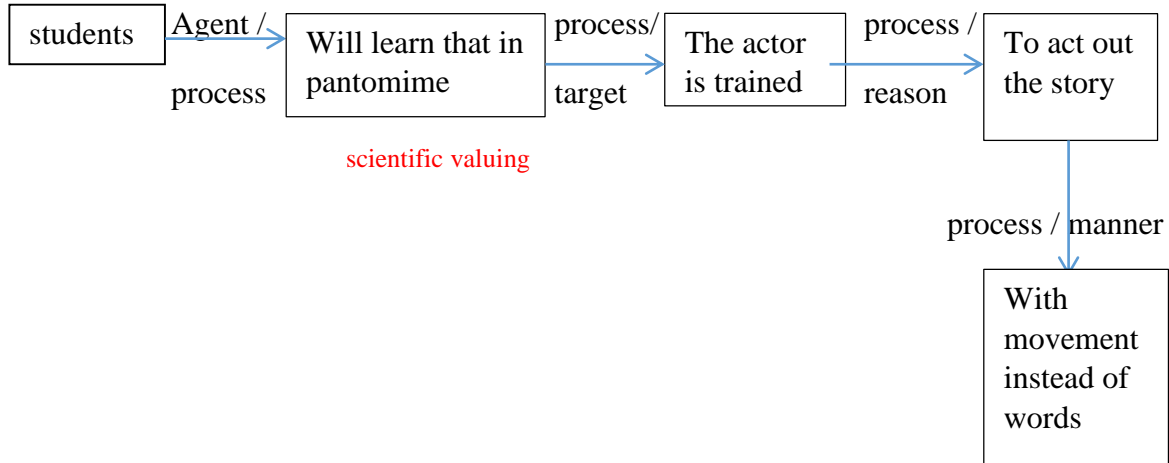 students
Agent /
process
Will learn that in
pantomime
scientific valuing
process/
target
The actor
is trained
process /
reason
To act out
the story
process / manner
With
movement
instead of
words